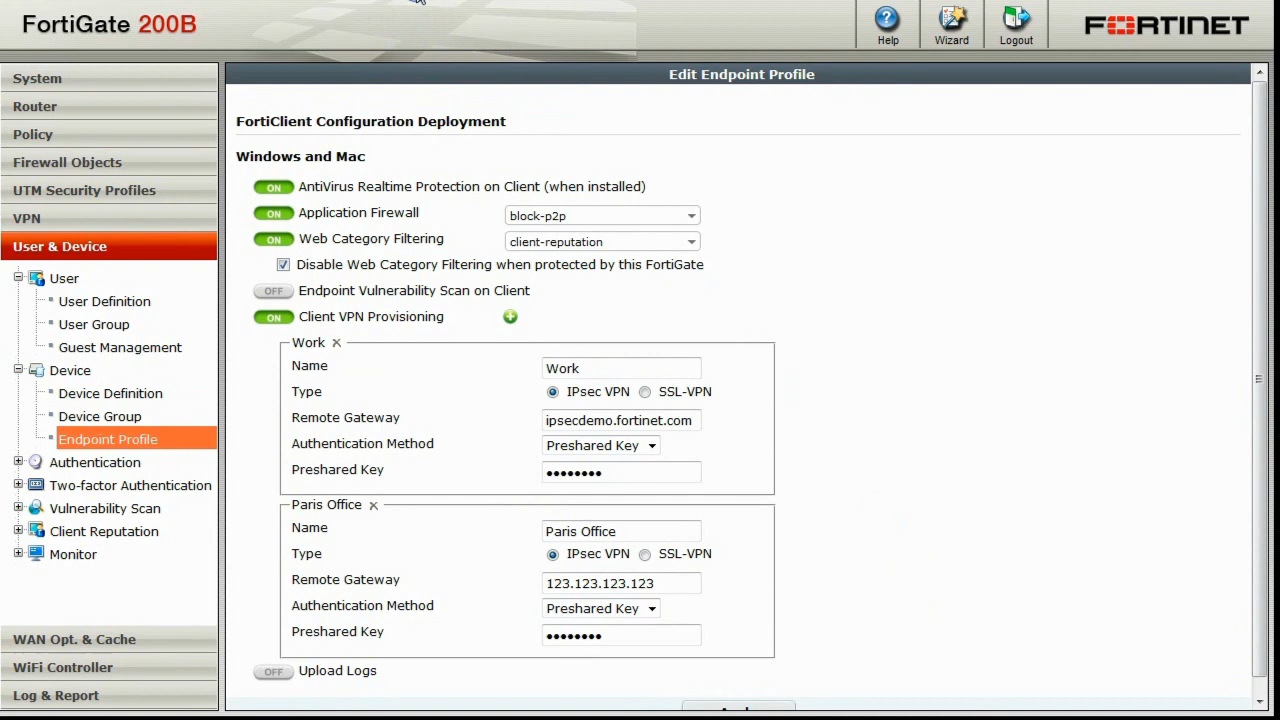 FortiGate 200B
Help
Wizard
Logout
FORTINET
System
Router
Policy
Firewall Objects
UTM Security Profiles
VPN
User & Device
User
User Definition
User Group
Guest Management
Device
Device Definition
Device Group
Endpoint Profile
Authentication
Two-factor Authentication
Vulnerability Scan
Client Reputation
Monitor
WAN Opt. & Cache
WiFi Controller
Log & Report
Edit Endpoint Profile
FortiClient Configuration Deployment
Windows and Mac
ON AntiVirus Realtime Protection on Client (when installed)
ON Application Firewall block-p2p
ON Web Category Filtering client-reputation
Disable Web Category Filtering when protected by this FortiGate
OFF Endpoint Vulnerability Scan on Client
ON Client VPN Provisioning
Work
Name Work
Type IPsec VPN SSL-VPN
Remote Gateway ipsecdemo.fortinet.com
Authentication Method Preshared Key
Preshared Key ••••••••
Paris Office
Name Paris Office
Type IPsec VPN SSL-VPN
Remote Gateway 123.123.123.123
Authentication Method Preshared Key
Preshared Key ••••••••
OFF Upload Logs